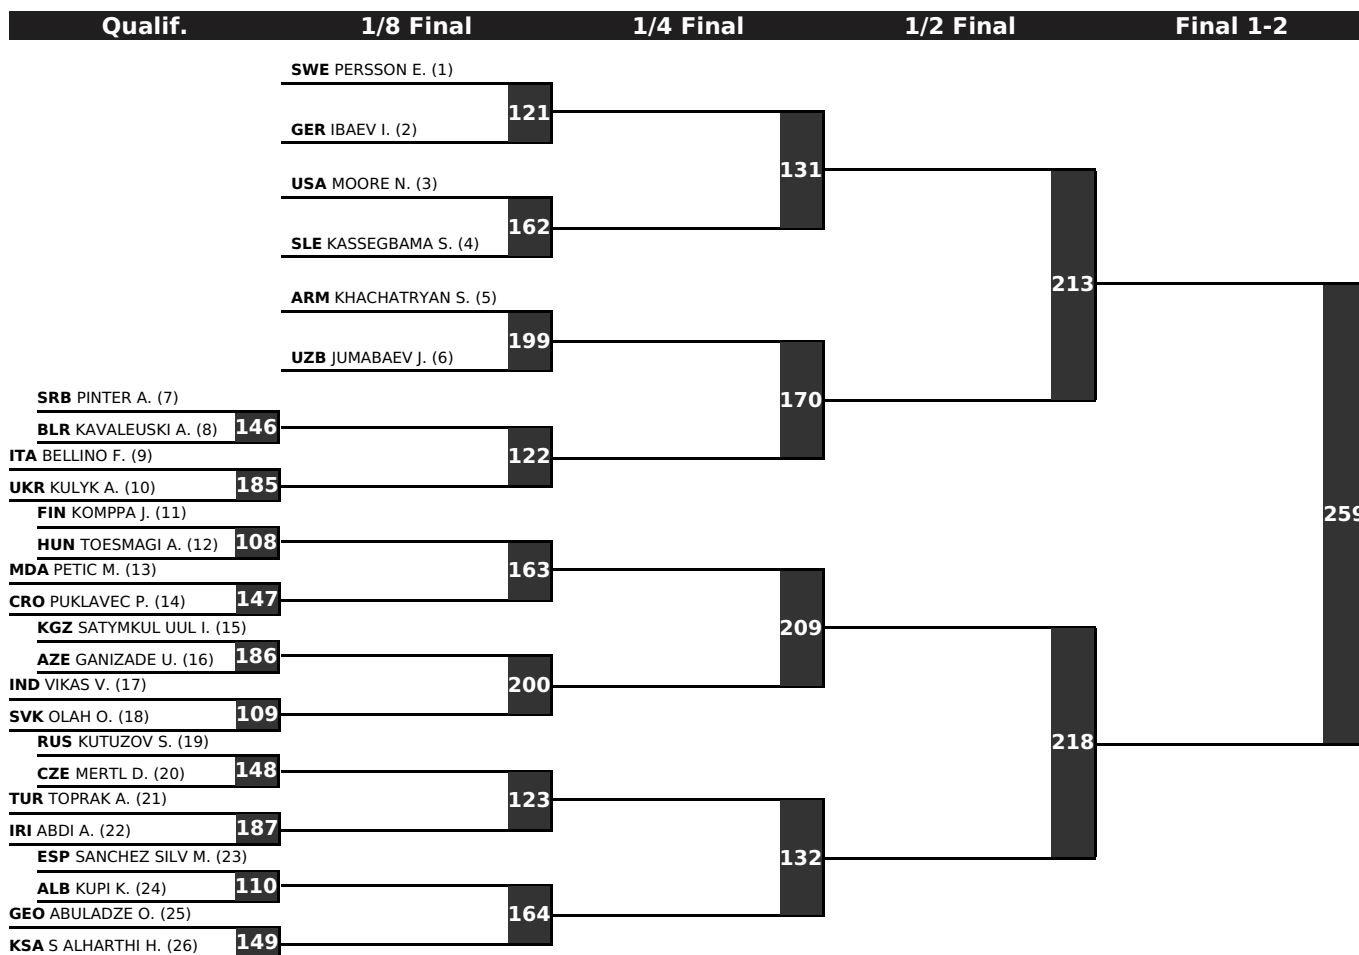 Qualif. 1/8 Final 1/4 Final 1/2 Final Final 1-2
SWE PERSSON E. (1)
121
GER IBAEV I. (2)
131
USA MOORE N. (3)
162
SLE KASSEGBAMA S. (4)
213
ARM KHACHATRYAN S. (5)
199
UZB JUMABAEV J. (6)
SRB PINTER A. (7)
170
BLR KAVALEUSKI A. (8) 146
ITA BELLINO F. (9)
122
UKR KULYK A. (10) 185
FIN KOMPPA J. (11)
259
HUN TOESMAGI A. (12) 108
MDA PETIC M. (13)
163
CRO PUKLAVEC P. (14) 147
KGZ SATYMKUL UUL I. (15)
209
AZE GANIZADE U. (16) 186
IND VIKAS V. (17)
200
SVK OLAH O. (18) 109
RUS KUTUZOV S. (19)
218
CZE MERTL D. (20) 148
TUR TOPRAK A. (21)
123
IRI ABDI A. (22) 187
ESP SANCHEZ SILV M. (23)
132
ALB KUPI K. (24) 110
GEO ABULADZE O. (25)
164
KSA S ALHARTHI H. (26) 149